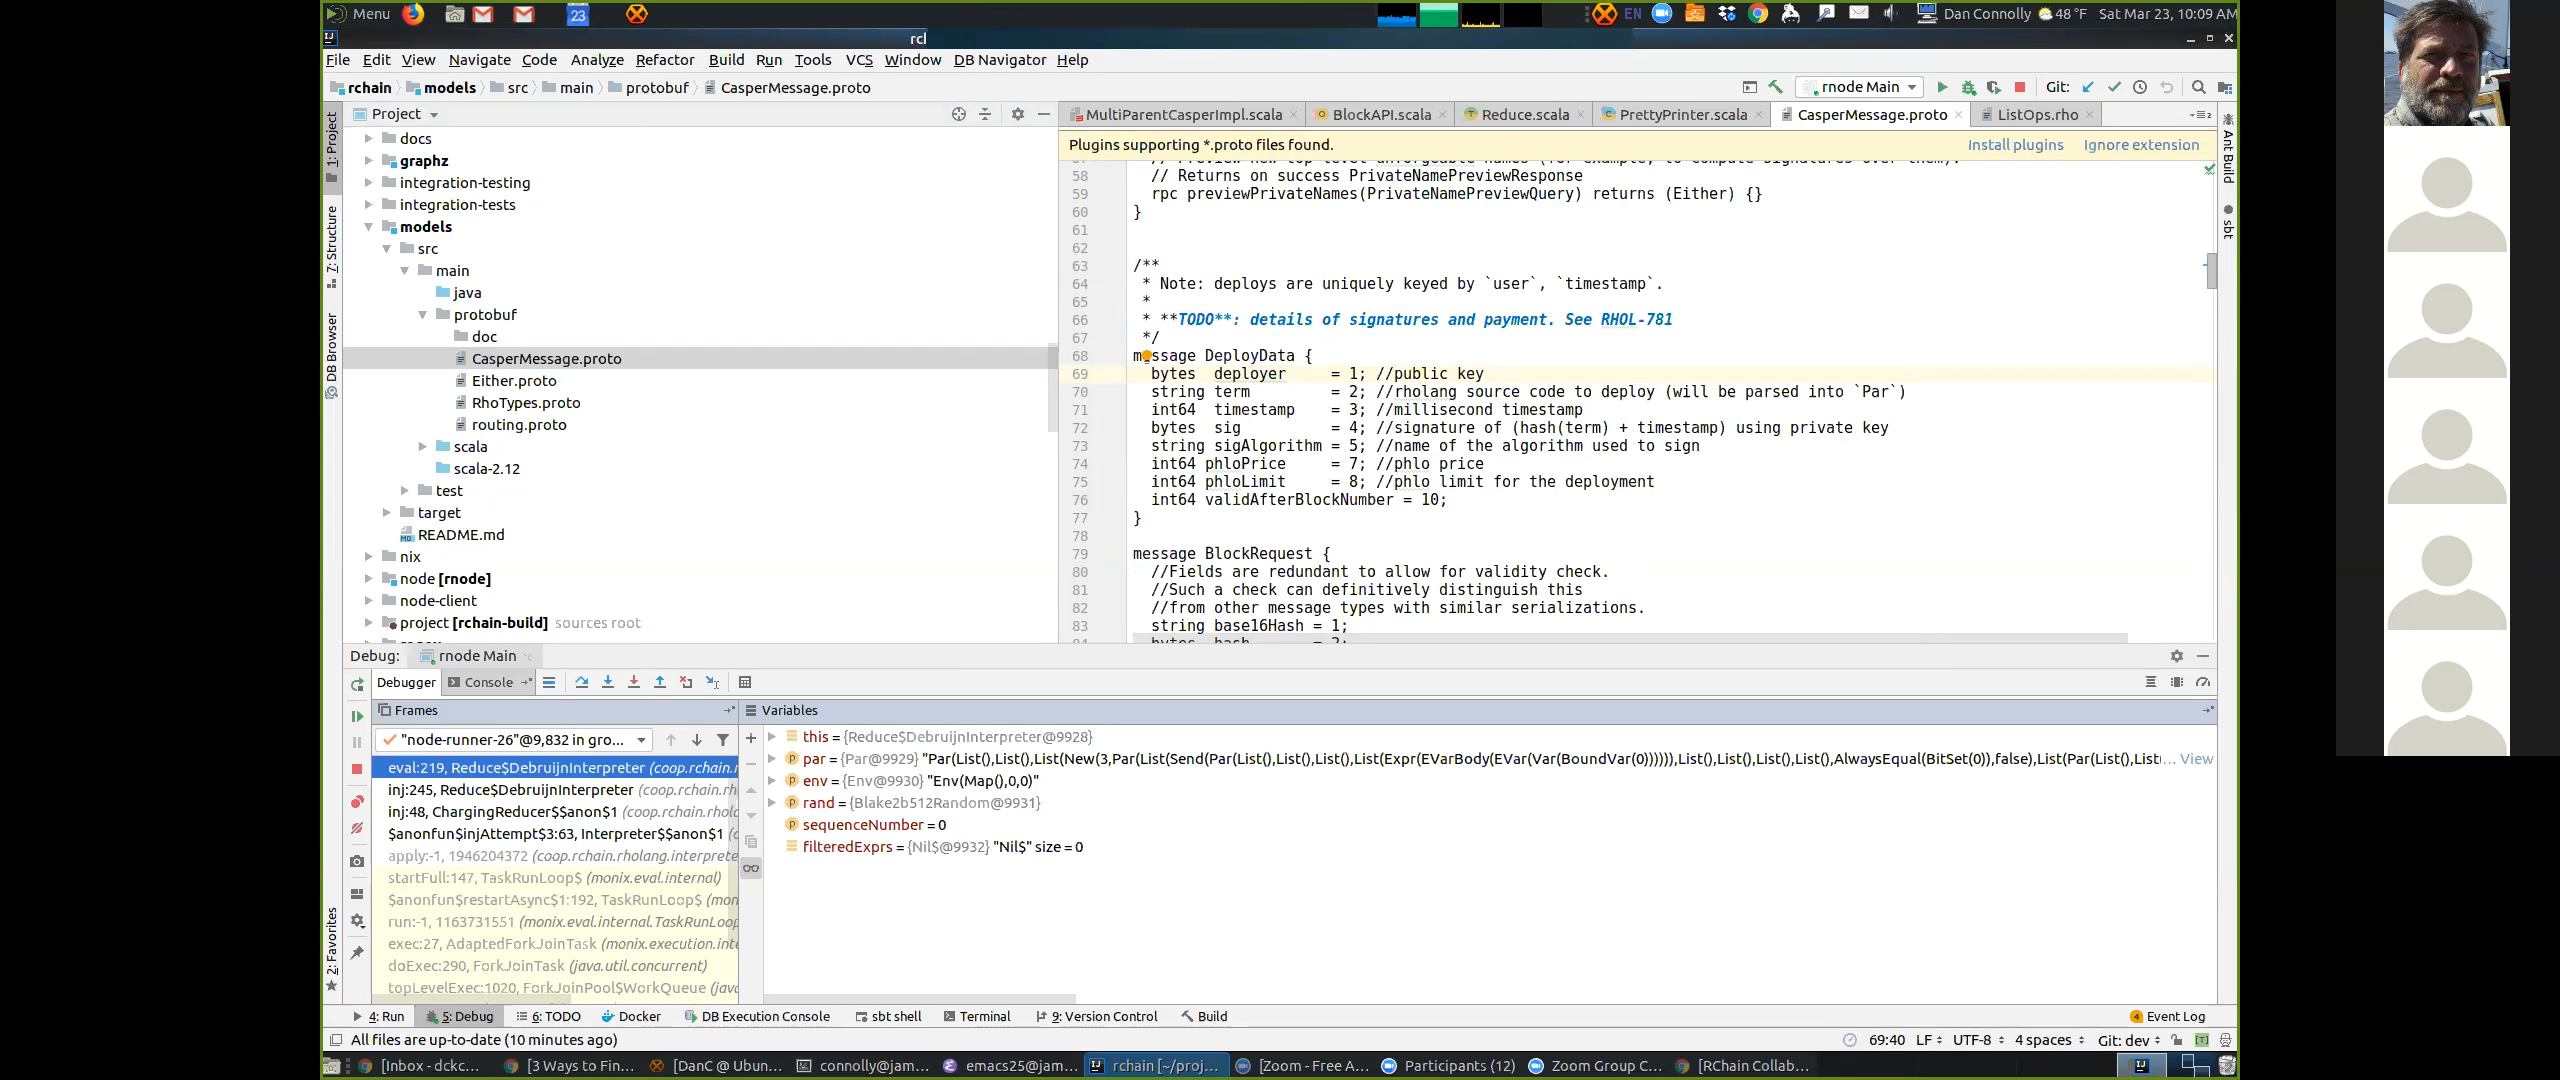 Menu
23
EN
Dan Connolly
48 °F
Sat Mar 23, 10:09 AM
IJ
rcl
File Edit View Navigate Code Analyze Refactor Build Run Tools VCS Window DB Navigator Help
rchain models src main protobuf CasperMessage.proto
rnode Main
Git:
Project
MultiParentCasperImpl.scala BlockAPI.scala Reduce.scala PrettyPrinter.scala CasperMessage.proto ListOps.rho
Plugins supporting *.proto files found.
Install plugins Ignore extension
1: Project
7: Structure
DB Browser
2: Favorites
Ant Build
sbt
docs
graphz
integration-testing
integration-tests
models
src
main
java
protobuf
doc
CasperMessage.proto
Either.proto
RhoTypes.proto
routing.proto
scala
scala-2.12
test
target
README.md
nix
node [rnode]
node-client
project [rchain-build] sources root
58 // Returns on success PrivateNamePreviewResponse
59 rpc previewPrivateNames(PrivateNamePreviewQuery) returns (Either) {}
60 }
61
62
63 /**
64 * Note: deploys are uniquely keyed by `user`, `timestamp`.
65 *
66 * **TODO**: details of signatures and payment. See RHOL-781
67 */
68 message DeployData {
69 bytes deployer = 1; //public key
70 string term = 2; //rholang source code to deploy (will be parsed into `Par`)
71 int64 timestamp = 3; //millisecond timestamp
72 bytes sig = 4; //signature of (hash(term) + timestamp) using private key
73 string sigAlgorithm = 5; //name of the algorithm used to sign
74 int64 phloPrice = 7; //phlo price
75 int64 phloLimit = 8; //phlo limit for the deployment
76 int64 validAfterBlockNumber = 10;
77 }
78
79 message BlockRequest {
80 //Fields are redundant to allow for validity check.
81 //Such a check can definitively distinguish this
82 //from other message types with similar serializations.
83 string base16Hash = 1;
Debug: rnode Main
Debugger Console
Frames
Variables
"node-runner-26"@9,832 in gro...
eval:219, Reduce$DebruijnInterpreter (coop.rchain.r
inj:245, Reduce$DebruijnInterpreter (coop.rchain.rh
inj:48, ChargingReducer$$anon$1 (coop.rchain.rhola
$anonfun$injAttempt$3:63, Interpreter$$anon$1 (c
apply:-1, 1946204372 (coop.rchain.rholang.interprete
startFull:147, TaskRunLoop$ (monix.eval.internal)
$anonfun$restartAsync$1:192, TaskRunLoop$ (mon
run:-1, 1163731551 (monix.eval.internal.TaskRunLoop
exec:27, AdaptedForkJoinTask (monix.execution.inte
doExec:290, ForkJoinTask (java.util.concurrent)
topLevelExec:1020, ForkJoinPool$WorkQueue (java
this = {Reduce$DebruijnInterpreter@9928}
par = {Par@9929} "Par(List(),List(),List(New(3,Par(List(Send(Par(List(),List(),List(),List(Expr(EVarBody(EVar(Var(BoundVar(0)))))),List(),List(),List(),List(),AlwaysEqual(BitSet(0)),false),List(Par(List(),List(... View
env = {Env@9930} "Env(Map(),0,0)"
rand = {Blake2b512Random@9931}
sequenceNumber = 0
filteredExprs = {Nil$@9932} "Nil$" size = 0
4: Run 5: Debug 6: TODO Docker DB Execution Console sbt shell Terminal 9: Version Control Build
4 Event Log
All files are up-to-date (10 minutes ago)
69:40 LF UTF-8 4 spaces Git: dev
[Inbox - dckc... [3 Ways to Fin... [DanC @ Ubun... connolly@jam... emacs25@jam... rchain [~/proj... [Zoom - Free A... Participants (12) Zoom Group C... [RChain Collab...